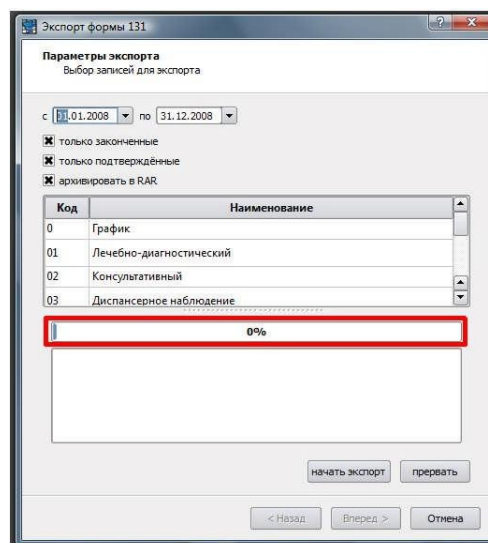 Экспорт формы 131
Параметры экспорта
Выбор записей для экспорта
с 01.01.2008 по 31.12.2008
только законченные
только подтверждённые
архивировать в RAR
Код Наименование
0 График
01 Лечебно-диагностический
02 Консультативный
03 Диспансерное наблюдение
0%
начать экспорт прервать
< Назад Вперед > Отмена